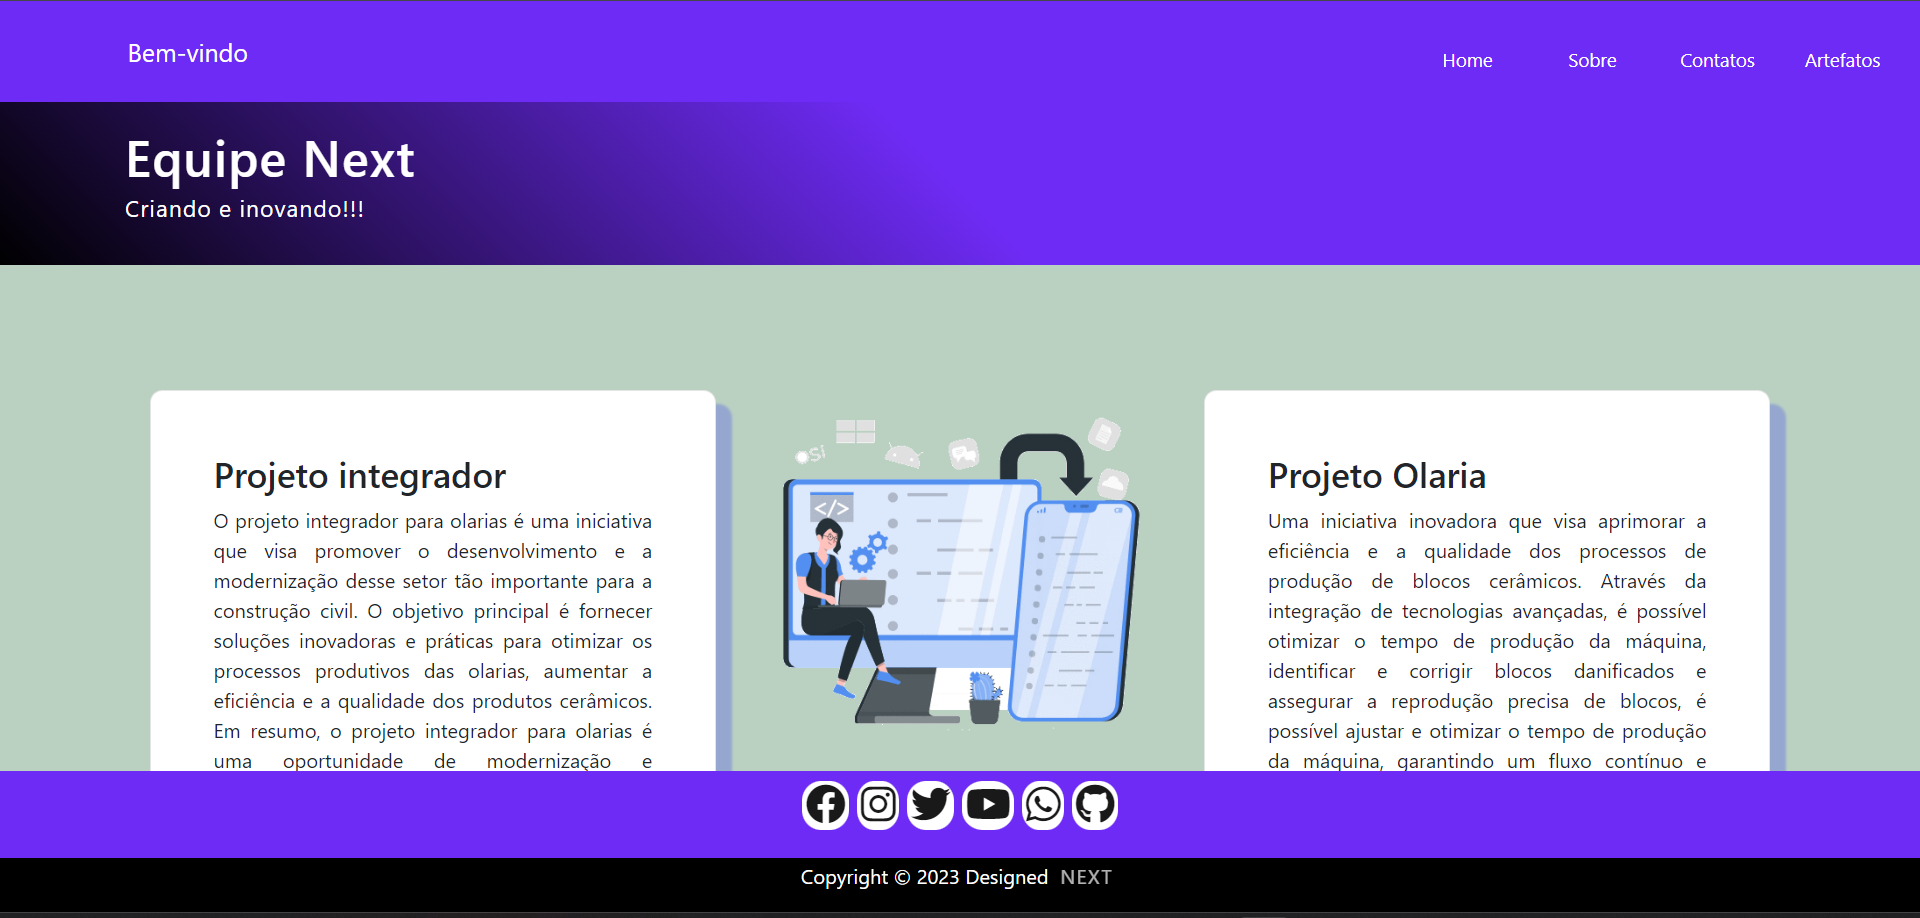 Bem-vindo
Home
Sobre
Contatos
Artefatos
Equipe Next
Criando e inovando!!!
Projeto integrador
O projeto integrador para olarias é uma iniciativa
que visa promover o desenvolvimento e a
modernização desse setor tão importante para a
construção civil. O objetivo principal é fornecer
soluções inovadoras e práticas para otimizar os
processos produtivos das olarias, aumentar a
eficiência e a qualidade dos produtos cerâmicos.
Em resumo, o projeto integrador para olarias é
uma oportunidade de modernização e
Si
</>
Projeto Olaria
Uma iniciativa inovadora que visa aprimorar a
eficiência e a qualidade dos processos de
produção de blocos cerâmicos. Através da
integração de tecnologias avançadas, é possível
otimizar o tempo de produção da máquina,
identificar e corrigir blocos danificados e
assegurar a reprodução precisa de blocos, é
possível ajustar e otimizar o tempo de produção
da máquina, garantindo um fluxo contínuo e
Copyright © 2023 Designed NEXT